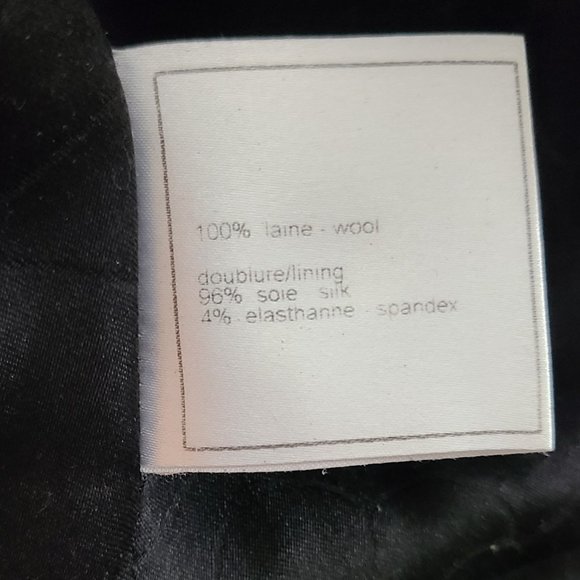 100% laine - wool
doublure/lining
96% soie silk
4% elasthanne - spandex